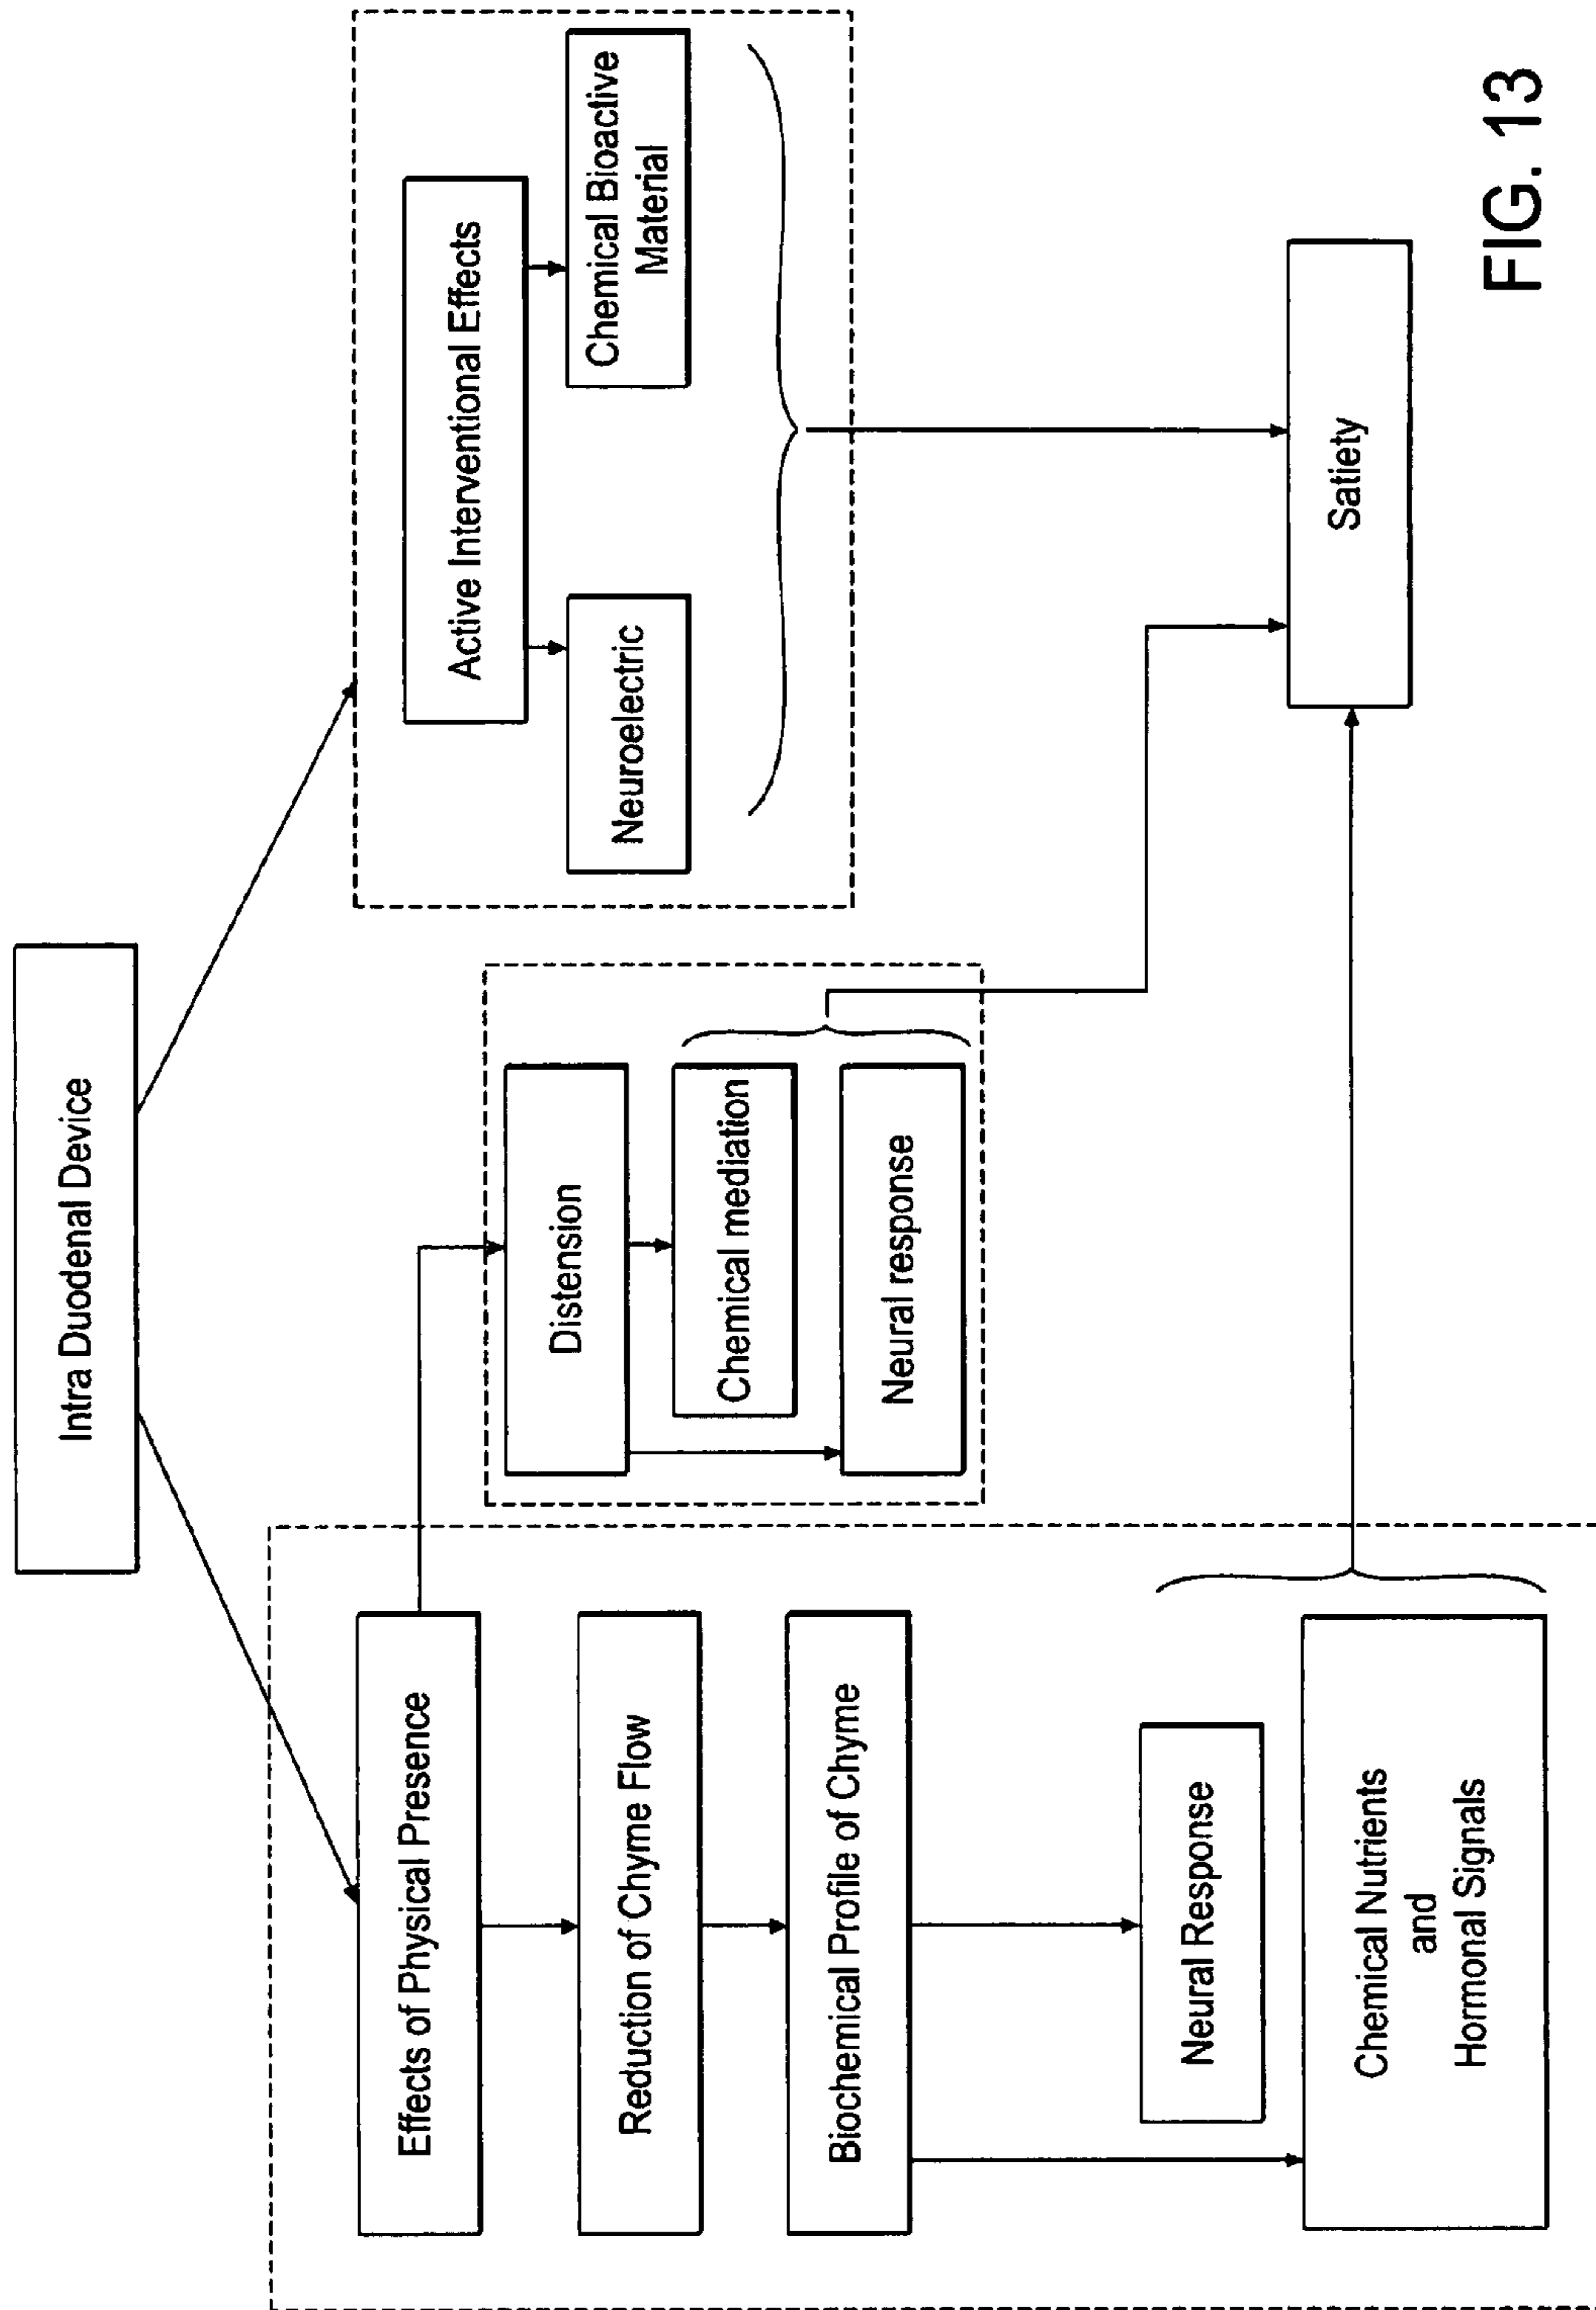 Intra Duodenal Device
Effects of Physical Presence
Reduction of Chyme Flow
Biochemical Profile of Chyme
Neural Response
Chemical Nutrients
and
Hormonal Signals
Distension
Chemical mediation
Neural response
Active Interventional Effects
Neuroelectric
Chemical Bioactive
Material
Satiety
FIG. 13